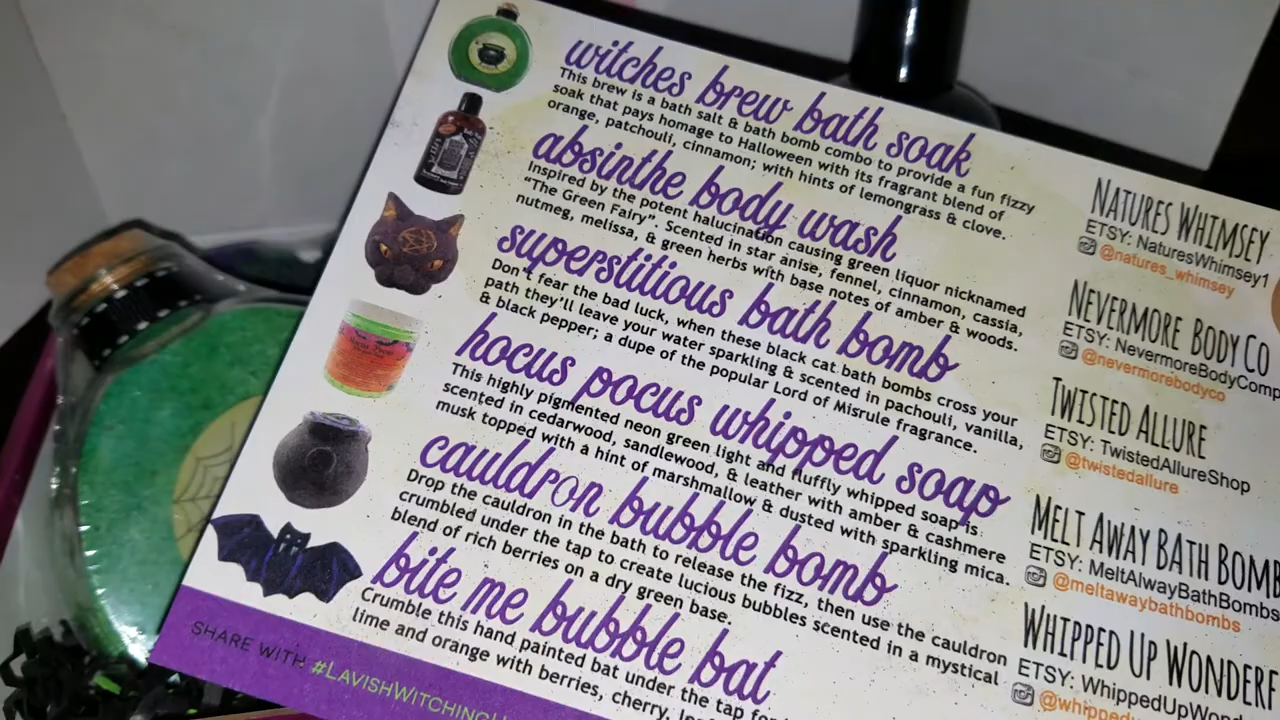 witches brew bath soak
This brew is a bath salt & bath bomb combo to provide a fun fizzy
soak that pays homage to Halloween with its fragrant blend of
orange, patchouli, cinnamon; with hints of lemongrass & clove.
absinthe body wash
Inspired by the potent halucination causing green liquor nicknamed
"The Green Fairy". Scented in star anise, fennel, cinnamon, cassia,
nutmeg, melissa, & green herbs with base notes of amber & woods.
superstitious bath bomb
Don't fear the bad luck, when these black cat bath bombs cross your
path they'll leave your water sparkling & scented in pachouli, vanilla,
& black pepper; a dupe of the popular Lord of Misrule fragrance.
hocus pocus whipped soap
This highly pigmented neon green light and fluffly whipped soap is
scented in cedarwood, sandlewood, & leather with amber & cashmere
musk topped with a hint of marshmallow & dusted with sparkling mica.
cauldron bubble bomb
Drop the cauldron in the bath to release the fizz, then use the cauldron
crumbled under the tap to create lucious bubbles scented in a mystical
blend of rich berries on a dry green base.
bite me bubble bat
Crumble this hand painted bat under the tap for
lime and orange with berries, cherry,
SHARE WITH #LAVISHWITCHING
NATURES WHIMSEY
ETSY: NaturesWhimsey1
@natures_whimsey
NEVERMORE BODY CO
ETSY: NevermoreBodyComp
@nevermorebodyco
TWISTED ALLURE
ETSY: TwistedAllureShop
@twistedallure
MELT AWAY BATH BOMB
ETSY: MeltAlwayBathBombs
@meltawaybathbombs
WHIPPED UP WONDERF
ETSY: WhippedUpWond
@whipped